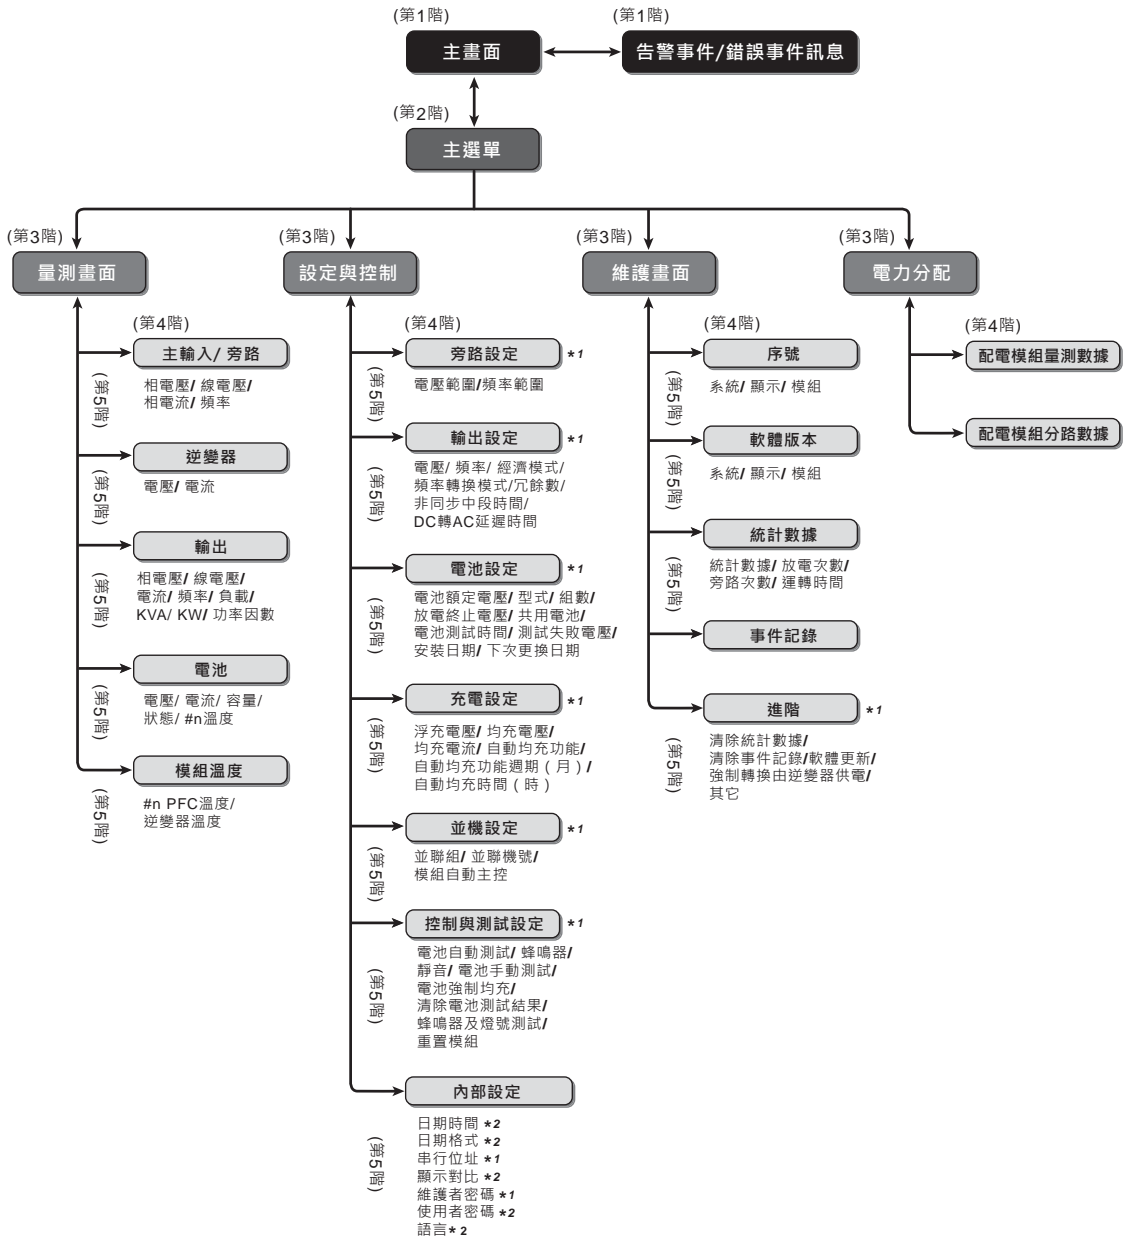 (第1階)
主畫面
(第1階)
告警事件/錯誤事件訊息
(第2階)
主選單
(第3階)
量測畫面
(第4階)
主輸入/ 旁路
(第5階)
相電壓/ 線電壓/
相電流/ 頻率
逆變器
(第5階)
電壓/ 電流
輸出
(第5階)
相電壓/ 線電壓/
電流/ 頻率/ 負載/
KVA/ KW/ 功率因數
電池
(第5階)
電壓/ 電流/ 容量/
狀態/ #n溫度
模組溫度
(第5階)
#n PFC溫度/
逆變器溫度
(第3階)
設定與控制
(第4階)
旁路設定 *1
(第5階)
電壓範圍/頻率範圍
輸出設定 *1
(第5階)
電壓/ 頻率/ 經濟模式/
頻率轉換模式/冗餘數/
非同步中段時間/
DC轉AC延遲時間
電池設定 *1
(第5階)
電池額定電壓/ 型式/ 組數/
放電終止電壓/ 共用電池/
電池測試時間/ 測試失敗電壓/
安裝日期/ 下次更換日期
充電設定 *1
(第5階)
浮充電壓/ 均充電壓/
均充電流/ 自動均充功能/
自動均充功能週期 ( 月 ) /
自動均充時間 ( 時 )
並機設定 *1
(第5階)
並聯組/ 並聯機號/
模組自動主控
控制與測試設定 *1
(第5階)
電池自動測試/ 蜂鳴器/
靜音/ 電池手動測試/
電池強制均充/
清除電池測試結果/
蜂鳴器及燈號測試/
重置模組
內部設定
(第5階)
日期時間 *2
日期格式 *2
串行位址 *1
顯示對比 *2
維護者密碼 *1
使用者密碼 *2
語言* 2
(第3階)
維護畫面
(第4階)
序號
(第5階)
系統/ 顯示/ 模組
軟體版本
(第5階)
系統/ 顯示/ 模組
統計數據
(第5階)
統計數據/ 放電次數/
旁路次數/ 運轉時間
事件記錄
進階 *1
(第5階)
清除統計數據/
清除事件記錄/軟體更新/
強制轉換由逆變器供電/
其它
(第3階)
電力分配
(第4階)
配電模組量測數據
配電模組分路數據